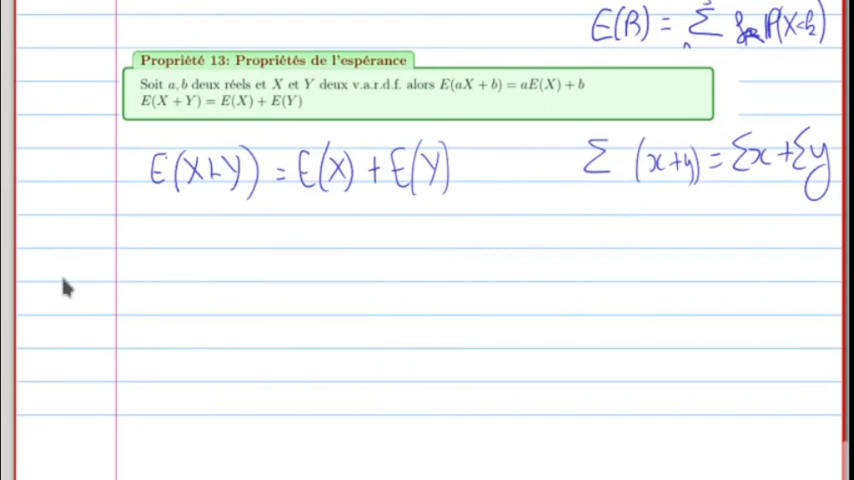 E(B) = Σ P(X=k)
Propriété 13: Propriétés de l'espérance
Soit a, b deux réels et X et Y deux v.a.r.d.f. alors E(aX + b) = aE(X) + b
E(X + Y) = E(X) + E(Y)
E(X+Y) = E(X) + E(Y)
Σ (x+y) = Σx + Σy